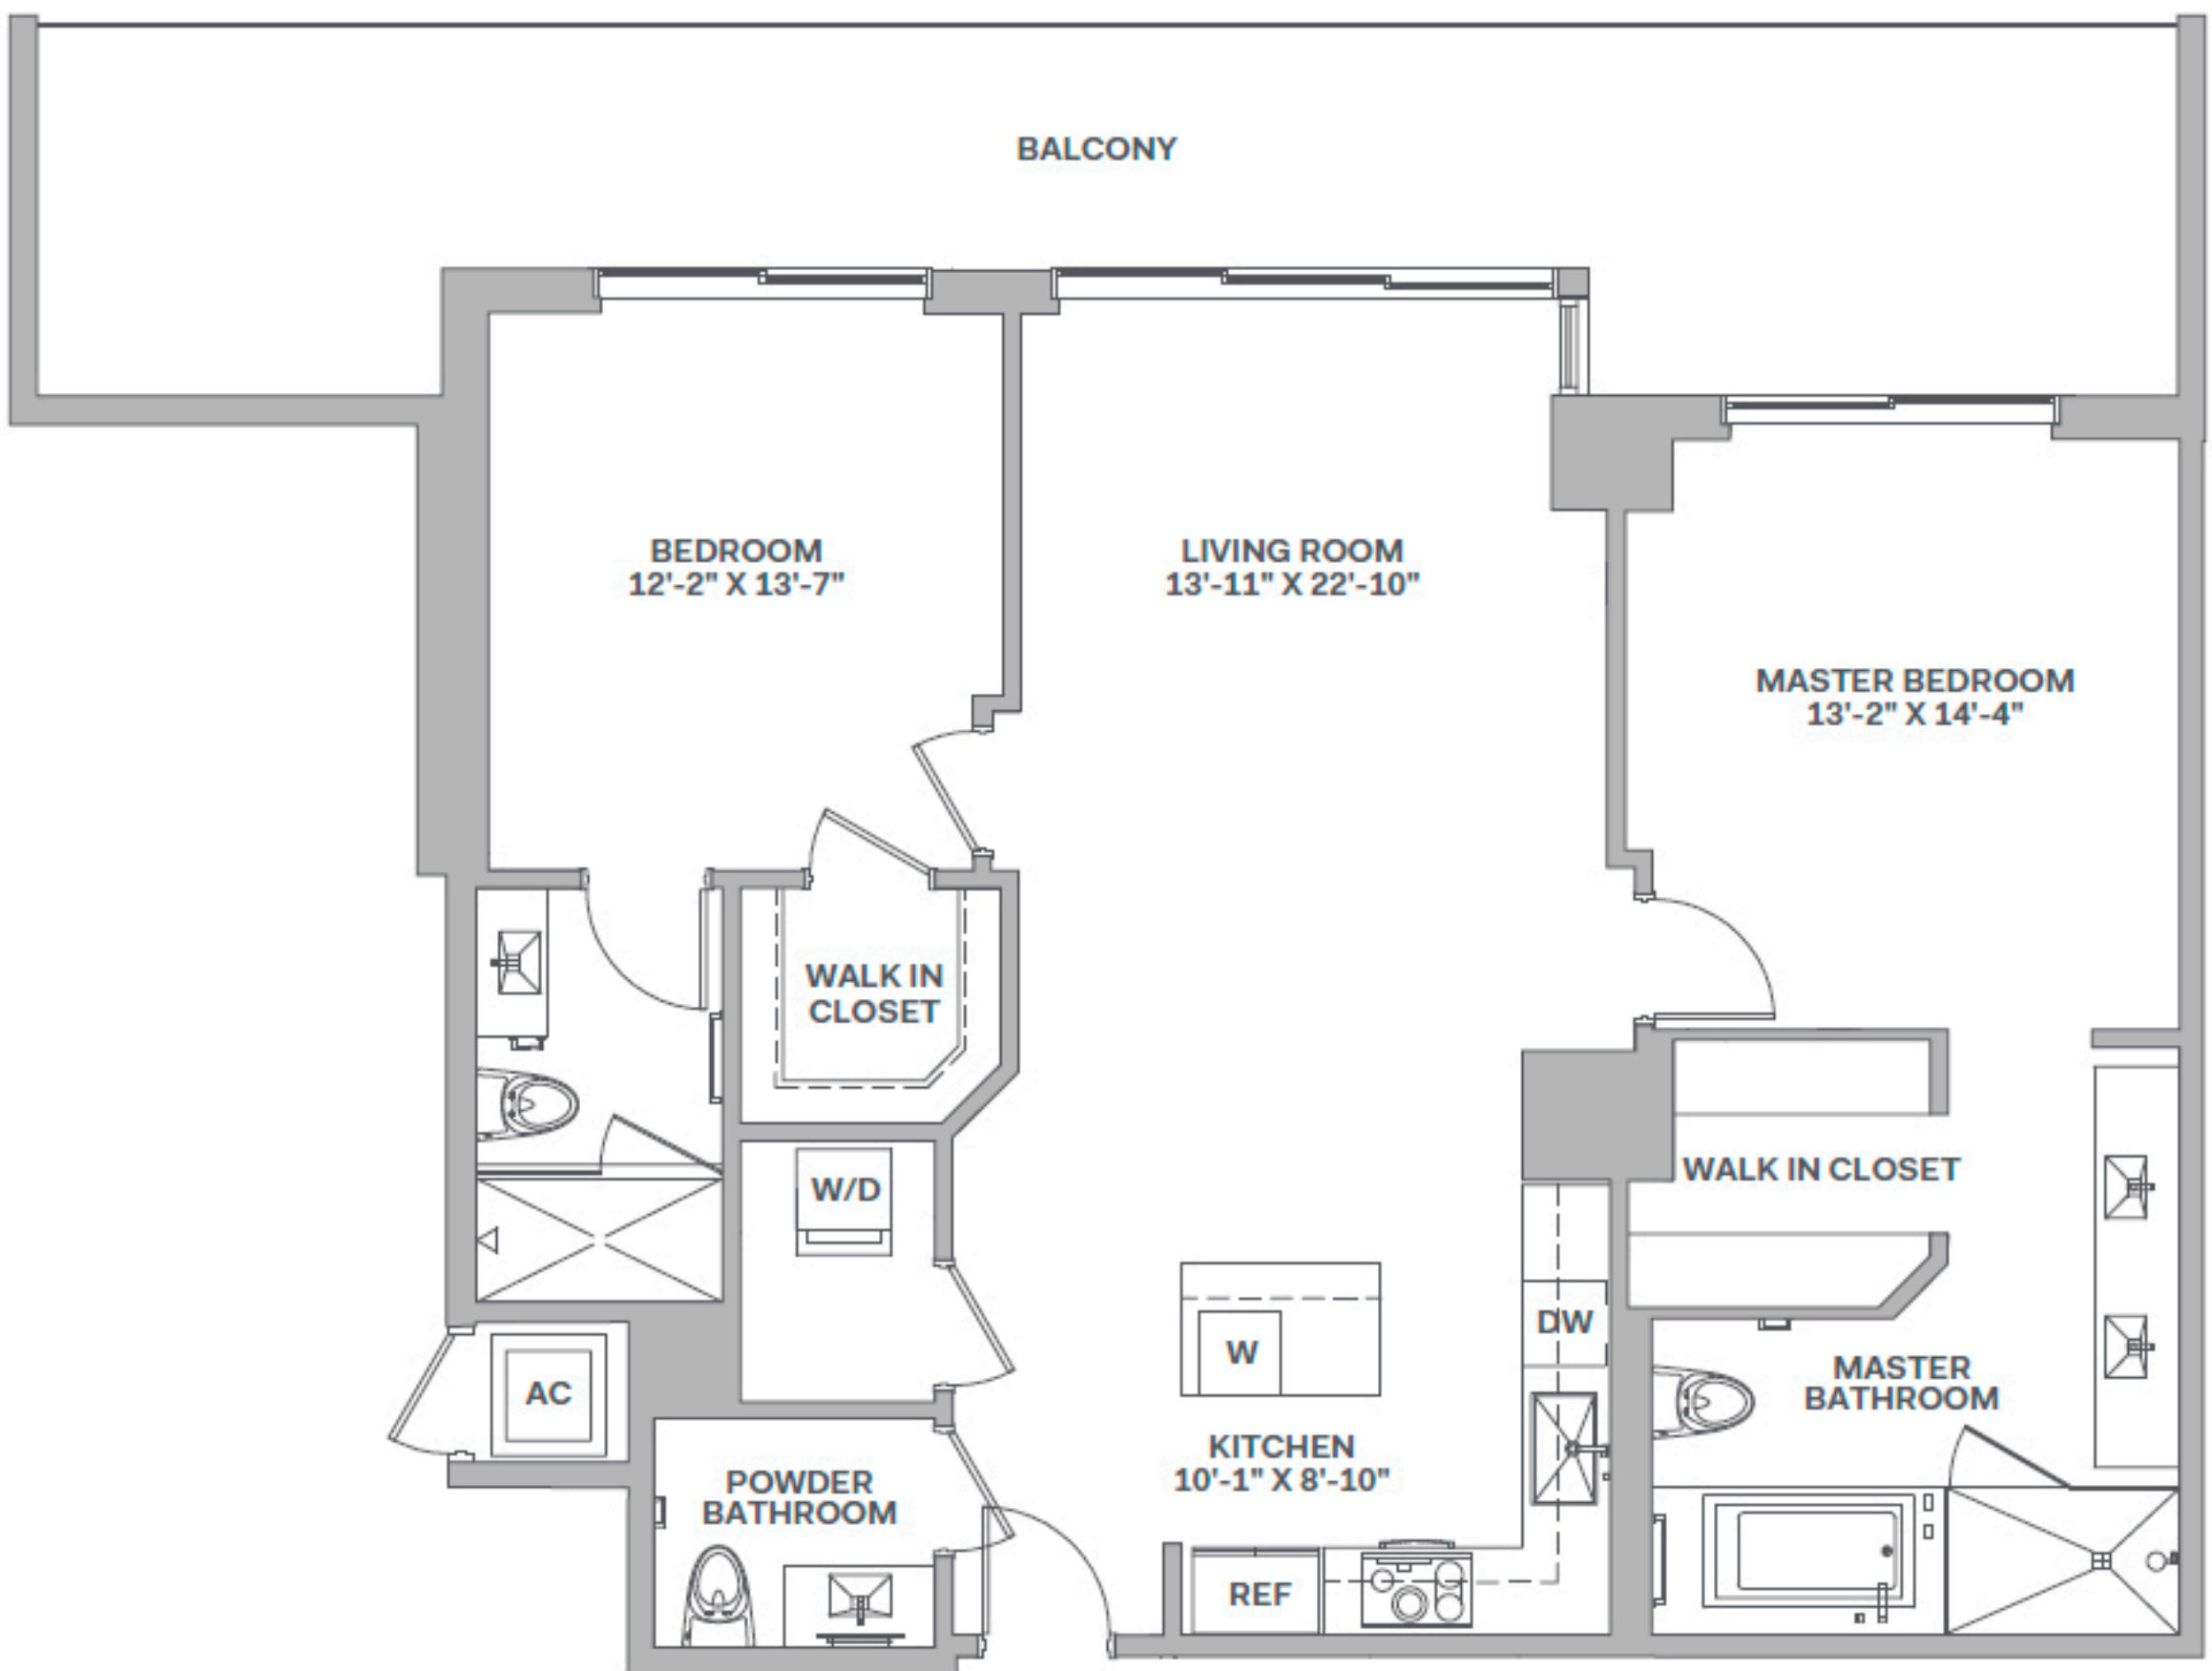 BALCONY
BEDROOM
12'-2" X 13'-7"
LIVING ROOM
13'-11" X 22'-10"
MASTER BEDROOM
13'-2" X 14'-4"
WALK IN
CLOSET
WALK IN CLOSET
W/D
DW
W
AC
MASTER
BATHROOM
KITCHEN
10'-1" X 8'-10"
POWDER
BATHROOM
REF